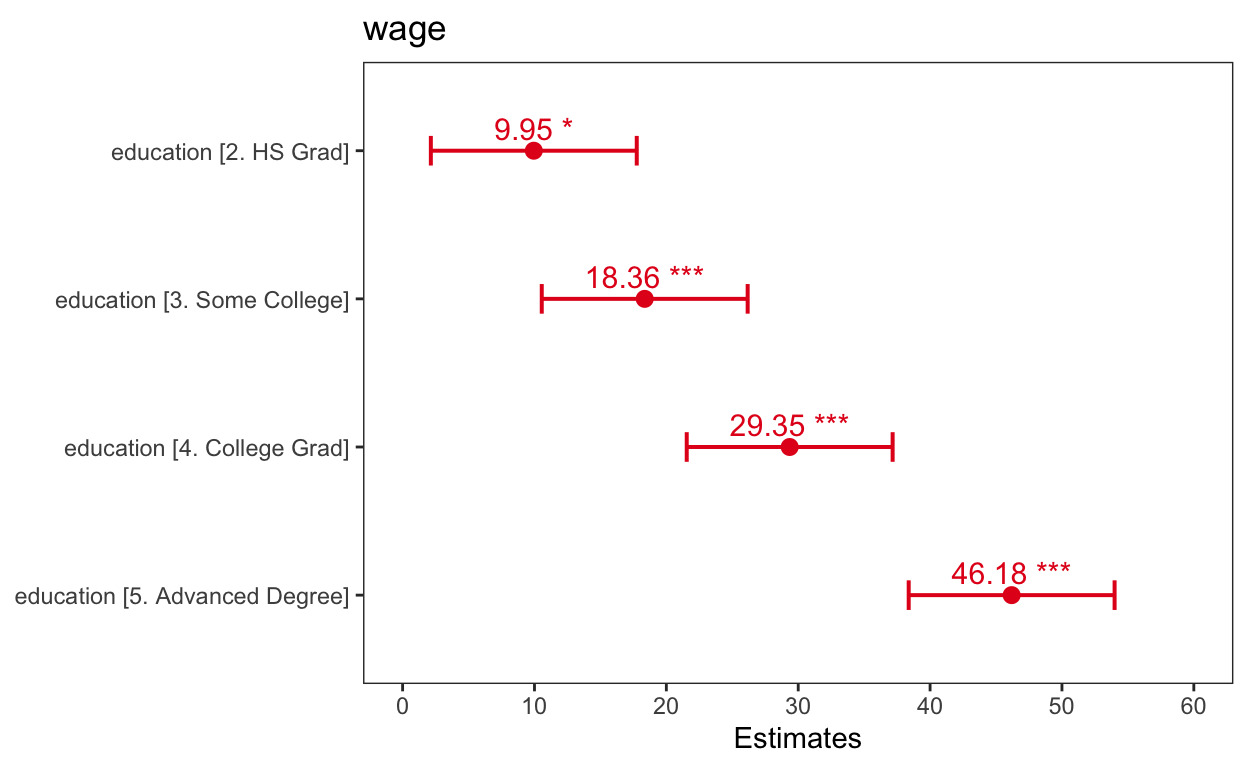 wage
education [2. HS Grad]
9.95 *
education [3. Some College]
18.36 ***
education [4. College Grad]
29.35 ***
education [5. Advanced Degree]
46.18 ***
0 10 20 30 40 50 60
Estimates